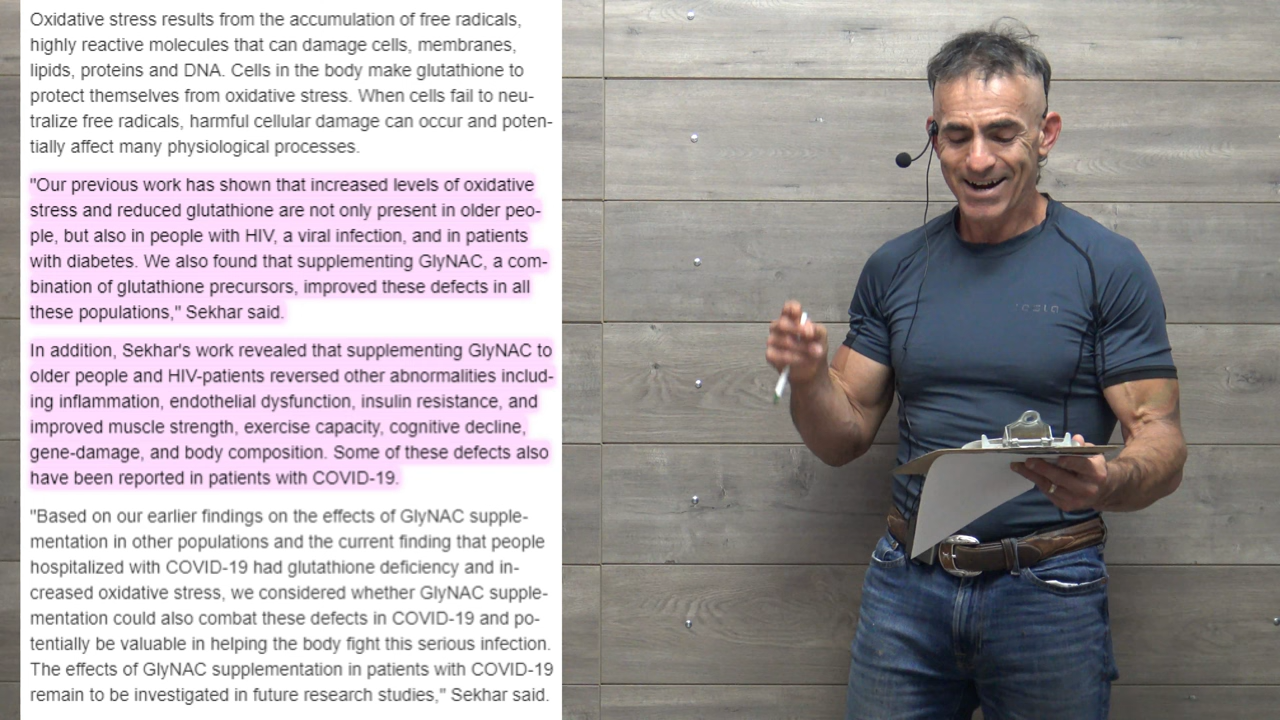 Oxidative stress results from the accumulation of free radicals,
highly reactive molecules that can damage cells, membranes,
lipids, proteins and DNA. Cells in the body make glutathione to
protect themselves from oxidative stress. When cells fail to neu-
tralize free radicals, harmful cellular damage can occur and poten-
tially affect many physiological processes.
"Our previous work has shown that increased levels of oxidative
stress and reduced glutathione are not only present in older peo-
ple, but also in people with HIV, a viral infection, and in patients
with diabetes. We also found that supplementing GlyNAC, a com-
bination of glutathione precursors, improved these defects in all
these populations," Sekhar said.
In addition, Sekhar's work revealed that supplementing GlyNAC to
older people and HIV-patients reversed other abnormalities includ-
ing inflammation, endothelial dysfunction, insulin resistance, and
improved muscle strength, exercise capacity, cognitive decline,
gene-damage, and body composition. Some of these defects also
have been reported in patients with COVID-19.
"Based on our earlier findings on the effects of GlyNAC supple-
mentation in other populations and the current finding that people
hospitalized with COVID-19 had glutathione deficiency and in-
creased oxidative stress, we considered whether GlyNAC supple-
mentation could also combat these defects in COVID-19 and po-
tentially be valuable in helping the body fight this serious infection.
The effects of GlyNAC supplementation in patients with COVID-19
remain to be investigated in future research studies," Sekhar said.